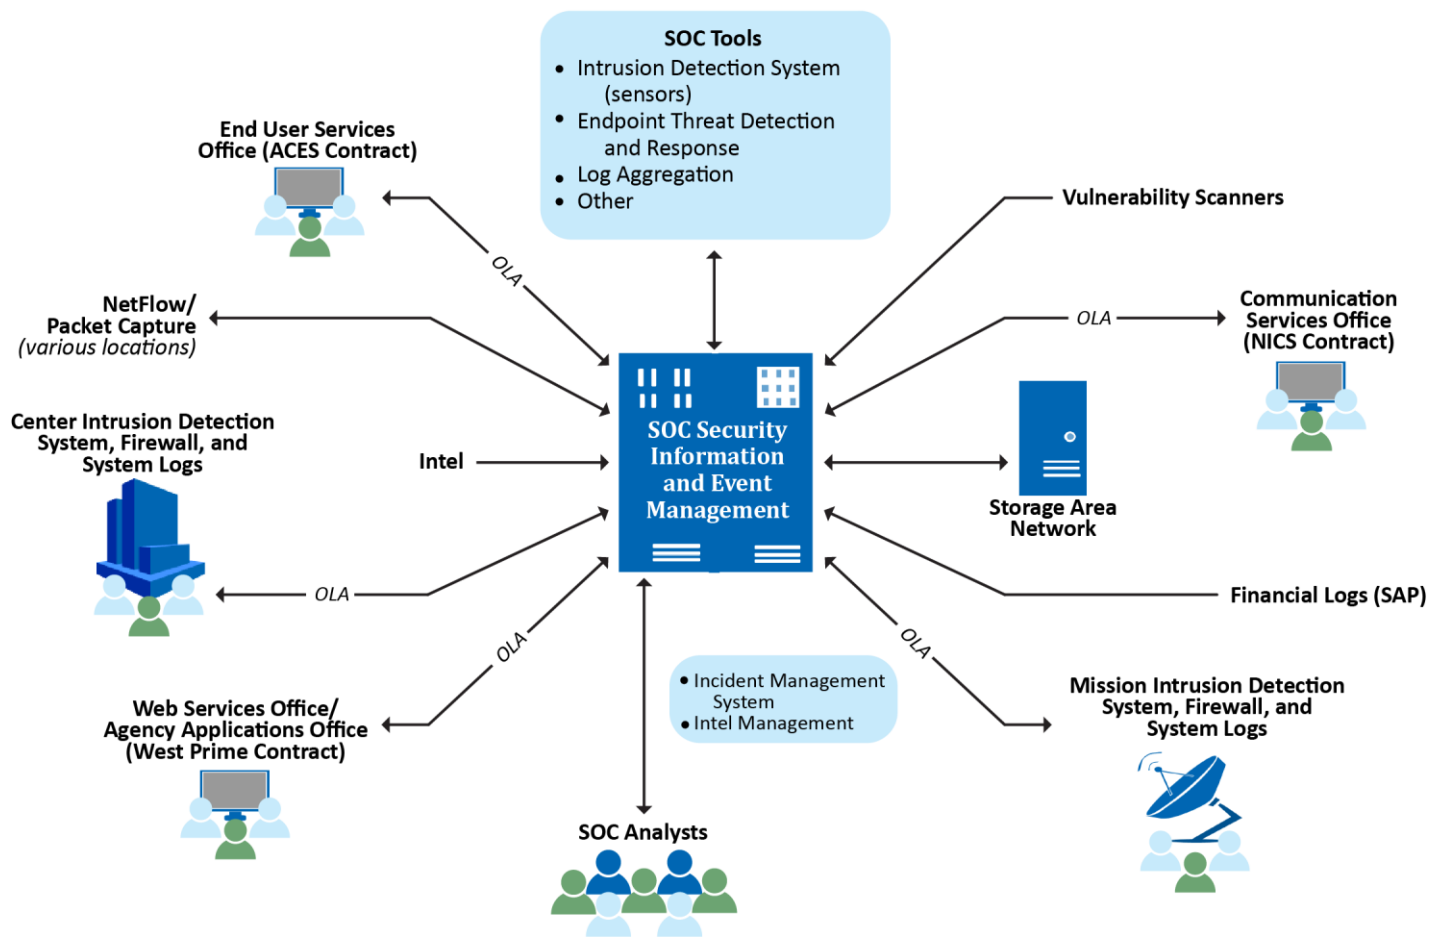 SOC Tools
• Intrusion Detection System
(sensors)
• Endpoint Threat Detection
and Response
• Log Aggregation
• Other
End User Services
Office (ACES Contract)
OLA
Vulnerability Scanners
NetFlow/
Packet Capture
(various locations)
OLA
Communication
Services Office
(NICS Contract)
Center Intrusion Detection
System, Firewall, and
System Logs
OLA
Intel
SOC Security
Information
and Event
Management
Storage Area
Network
Financial Logs (SAP)
OLA
Web Services Office/
Agency Applications Office
(West Prime Contract)
• Incident Management
System
• Intel Management
OLA
Mission Intrusion Detection
System, Firewall, and
System Logs
SOC Analysts